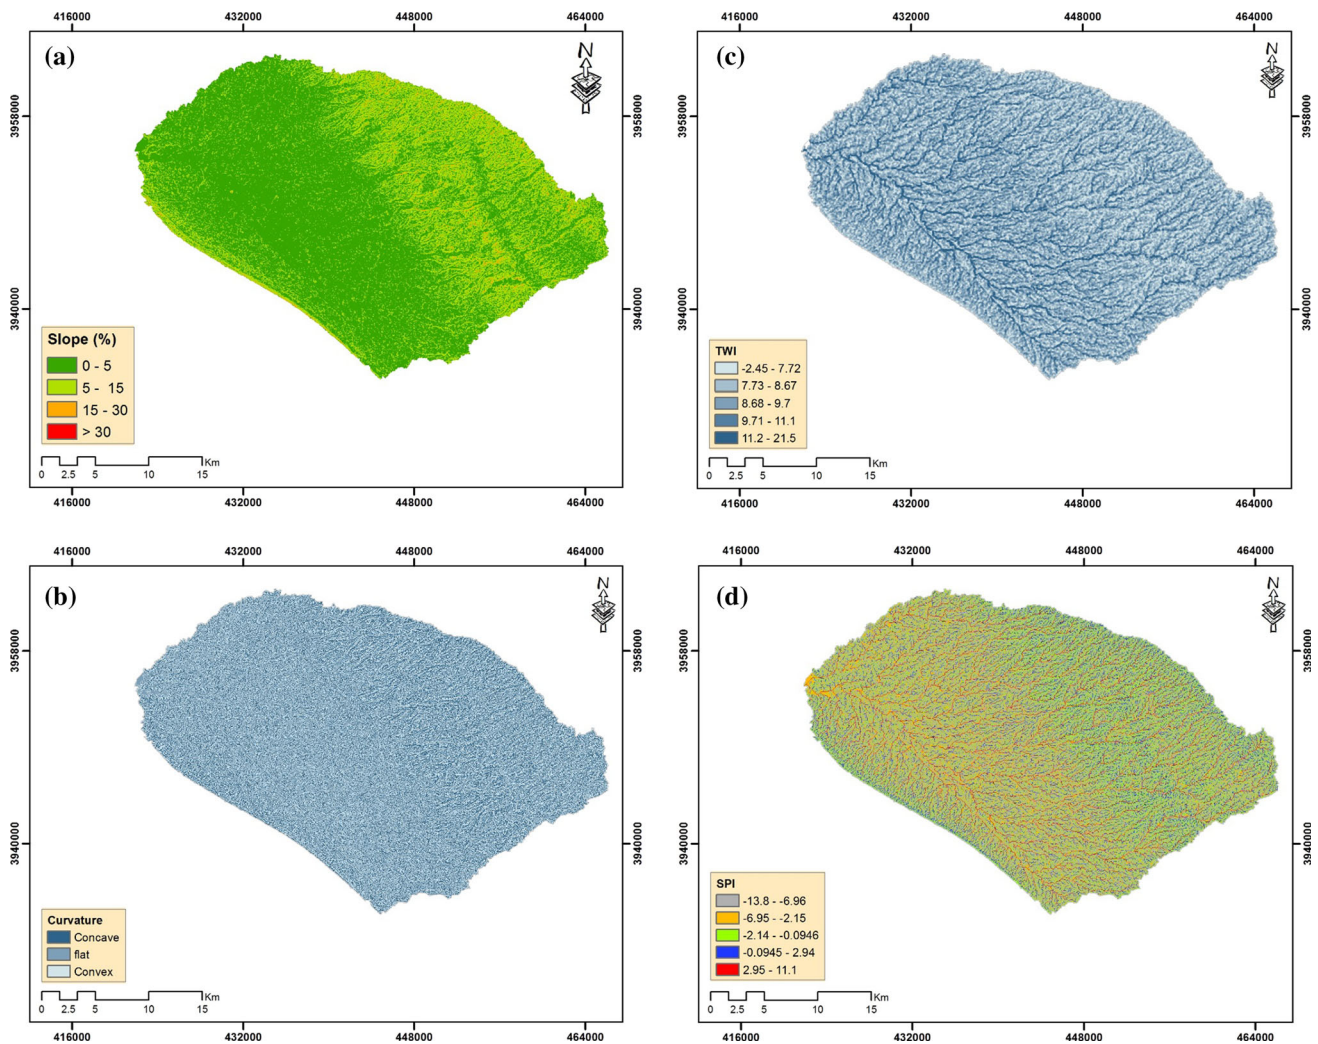 416000 432000 448000 464000
(a)
N
3958000 3958000
3940000 3940000
Slope (%)
0 - 5
5 - 15
15 - 30
> 30
Km
0 2.5 5 10 15
416000 432000 448000 464000
416000 432000 448000 464000
(c)
N
3958000 3958000
3940000 3940000
TWI
-2.45 - 7.72
7.73 - 8.67
8.68 - 9.7
9.71 - 11.1
11.2 - 21.5
Km
0 2.5 5 10 15
416000 432000 448000 464000
416000 432000 448000 464000
(b)
N
3958000 3958000
3940000 3940000
Curvature
Concave
flat
Convex
Km
0 2.5 5 10 15
416000 432000 448000 464000
416000 432000 448000 464000
(d)
N
3958000 3958000
3940000 3940000
SPI
-13.8 - -6.96
-6.95 - -2.15
-2.14 - -0.0946
-0.0945 - 2.94
2.95 - 11.1
Km
0 2.5 5 10 15
416000 432000 448000 464000